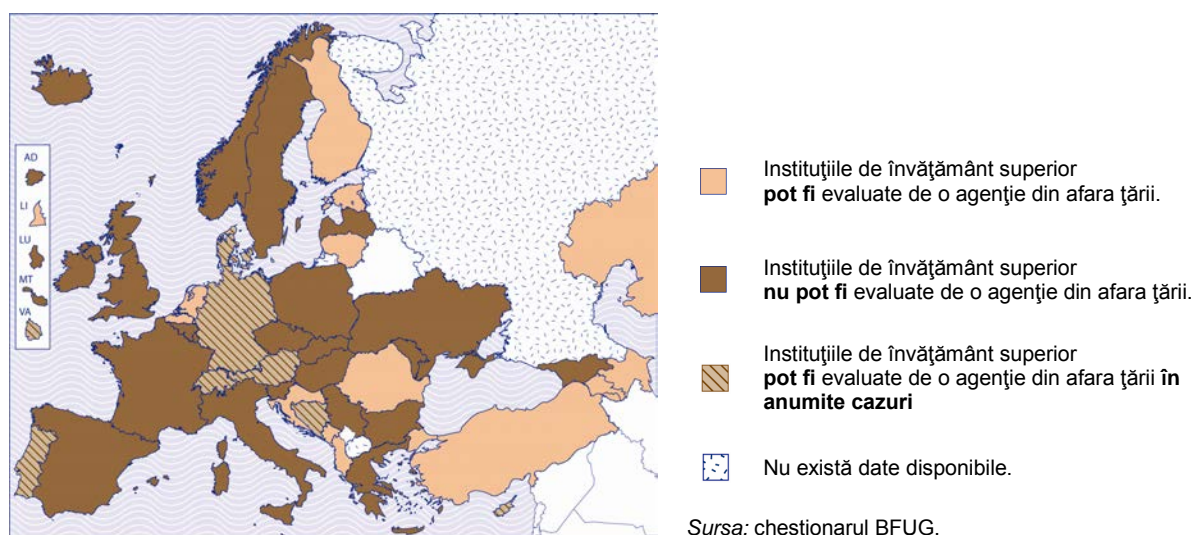 AD
LI
LU
MT
VA
Instituţiile de învăţământ superior
pot fi evaluate de o agenţie din afara ţării.
Instituţiile de învăţământ superior
nu pot fi evaluate de o agenţie din afara ţării.
Instituţiile de învăţământ superior
pot fi evaluate de o agenţie din afara ţării în
anumite cazuri
Nu există date disponibile.
Sursa: chestionarul BFUG.